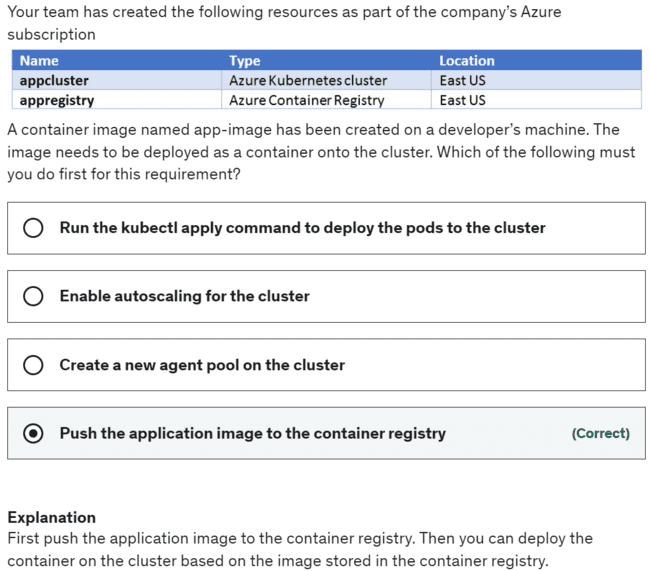 Your team has created the following resources as part of the company’s Azure
subscription
Name Type Location
appcluster Azure Kubernetes cluster East US
appregistry Azure Container Registry East US
A container image named app-image has been created on a developer’s machine. The
image needs to be deployed as a container onto the cluster. Which of the following must
you do first for this requirement?
Run the kubectl apply command to deploy the pods to the cluster
Enable autoscaling for the cluster
Create a new agent pool on the cluster
Push the application image to the container registry (Correct)
Explanation
First push the application image to the container registry. Then you can deploy the
container on the cluster based on the image stored in the container registry.